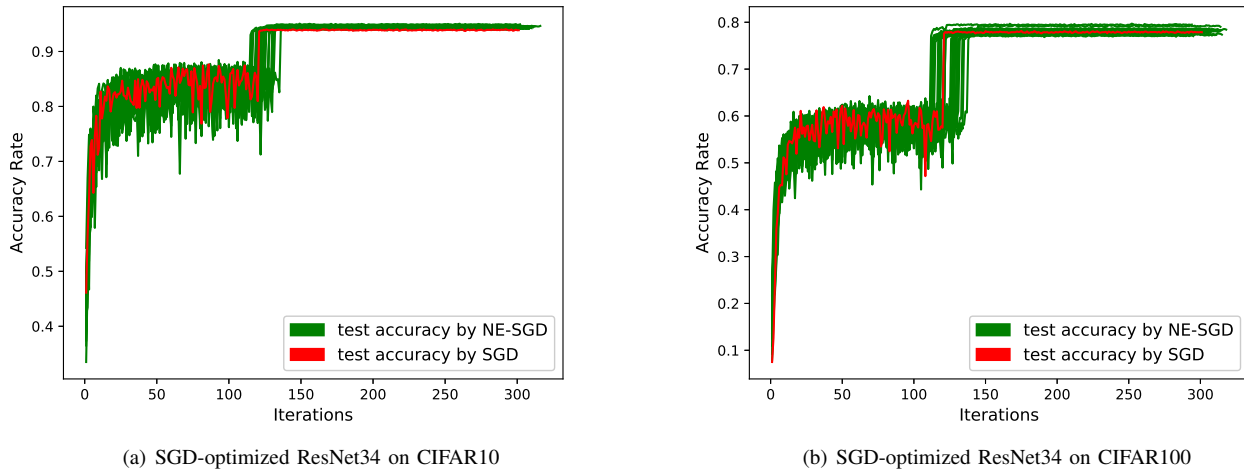 0.9
0.8
0.7
0.6
0.5
0.4
Accuracy Rate
0 50 100 150 200 250 300
Iterations
test accuracy by NE-SGD
test accuracy by SGD
(a) SGD-optimized ResNet34 on CIFAR10
0.8
0.7
0.6
0.5
0.4
0.3
0.2
0.1
Accuracy Rate
0 50 100 150 200 250 300
Iterations
test accuracy by NE-SGD
test accuracy by SGD
(b) SGD-optimized ResNet34 on CIFAR100